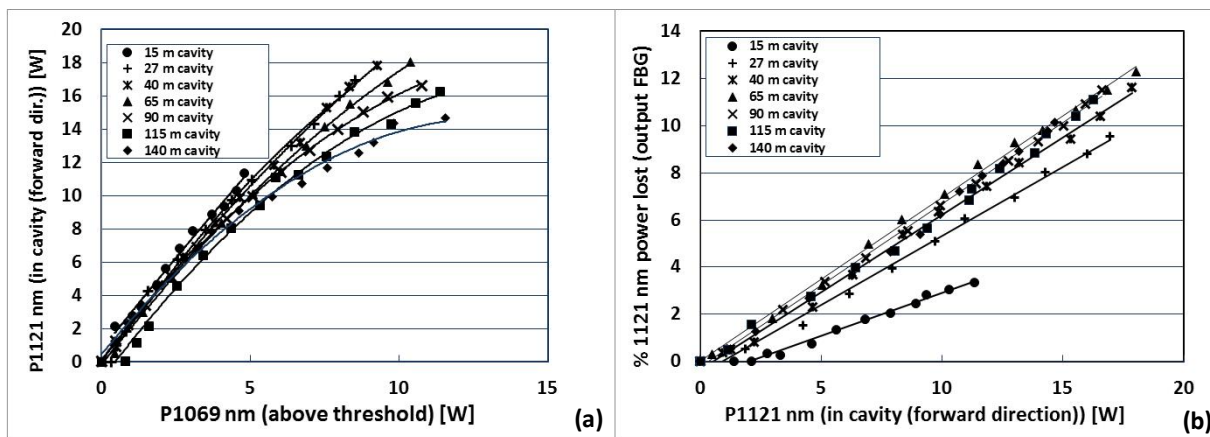 P1121 nm (in cavity (forward dir.)) [W]
20
18
16
14
12
10
8
6
4
2
0
15 m cavity
27 m cavity
40 m cavity
65 m cavity
90 m cavity
115 m cavity
140 m cavity
0 5 10 15
P1069 nm (above threshold) [W]
(a)
% 1121 nm power lost (output FBG)
14
12
10
8
6
4
2
0
15 m cavity
27 m cavity
40 m cavity
65 m cavity
90 m cavity
115 m cavity
140 m cavity
0 5 10 15 20
P1121 nm (in cavity (forward direction)) [W]
(b)